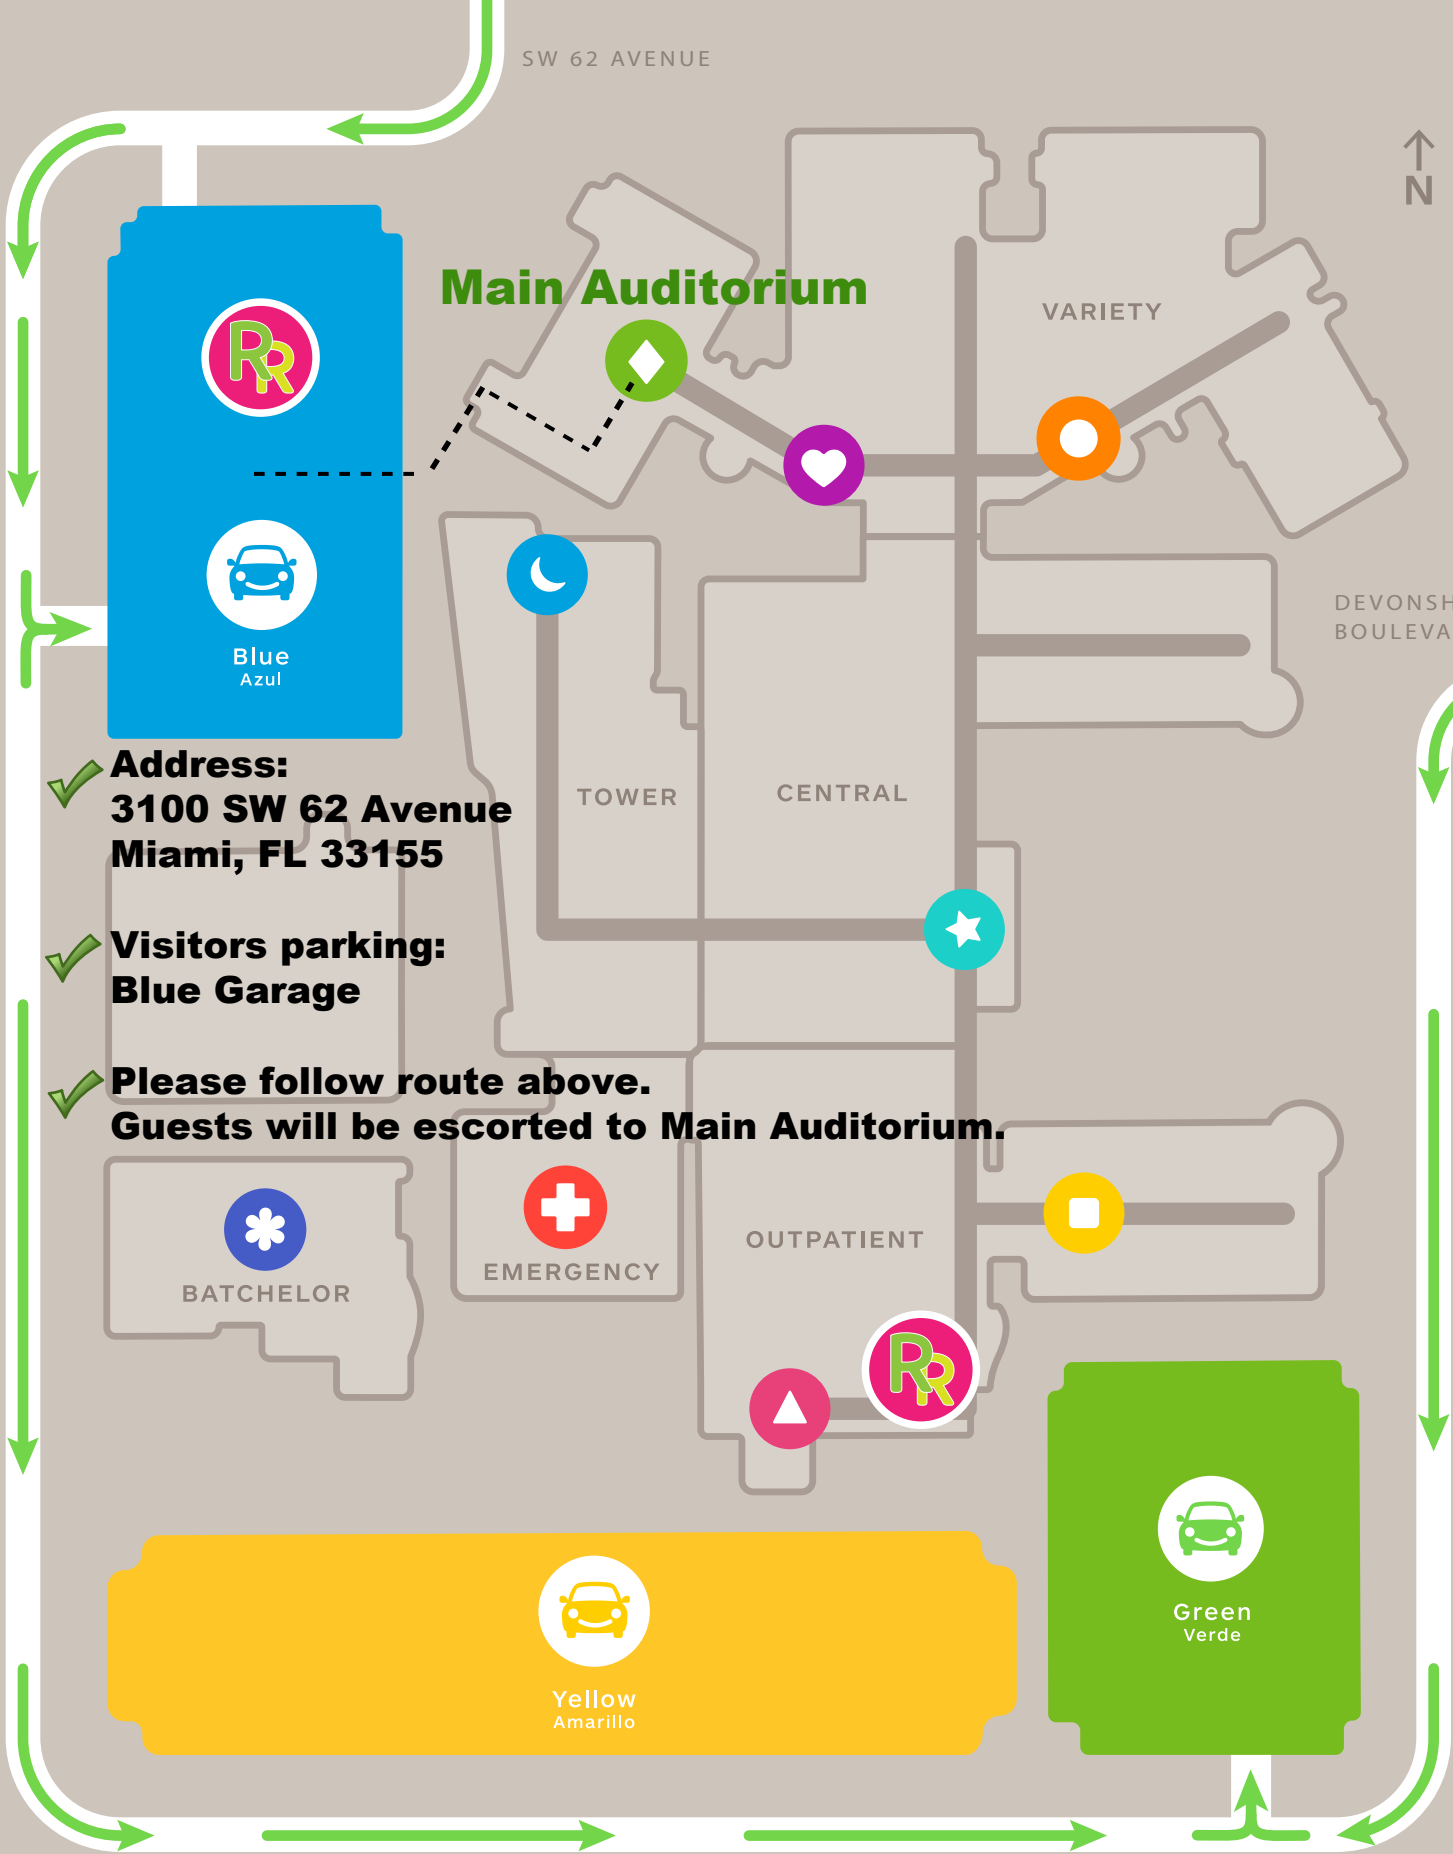 SW 62 AVENUE
N
Main Auditorium
VARIETY
RR
Blue
Azul
DEVONSH
BOULEVA
Address:
3100 SW 62 Avenue
Miami, FL 33155
TOWER
CENTRAL
Visitors parking:
Blue Garage
Please follow route above.
Guests will be escorted to Main Auditorium.
OUTPATIENT
EMERGENCY
BATCHELOR
RR
Green
Verde
Yellow
Amarillo